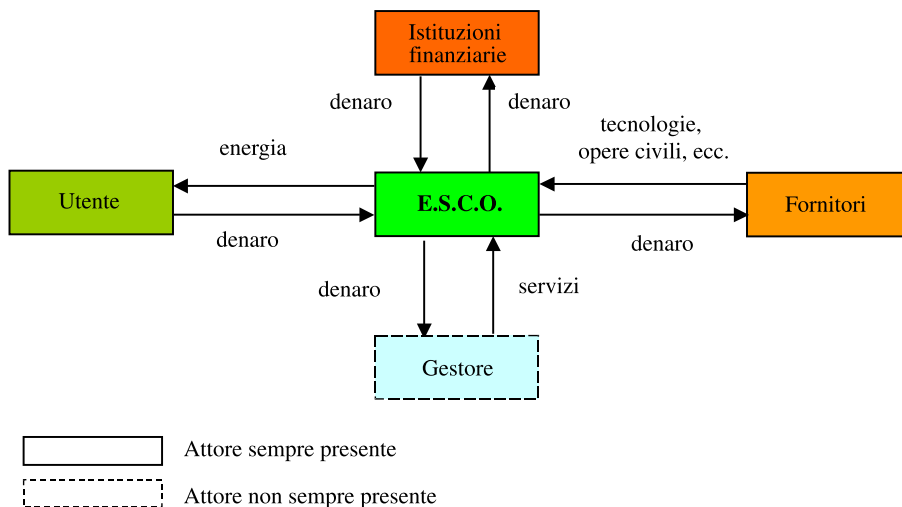 Istituzioni
finanziarie
denaro
denaro
tecnologie,
opere civili, ecc.
energia
Utente
E.S.C.O.
Fornitori
denaro
denaro
denaro
servizi
Gestore
Attore sempre presente
Attore non sempre presente